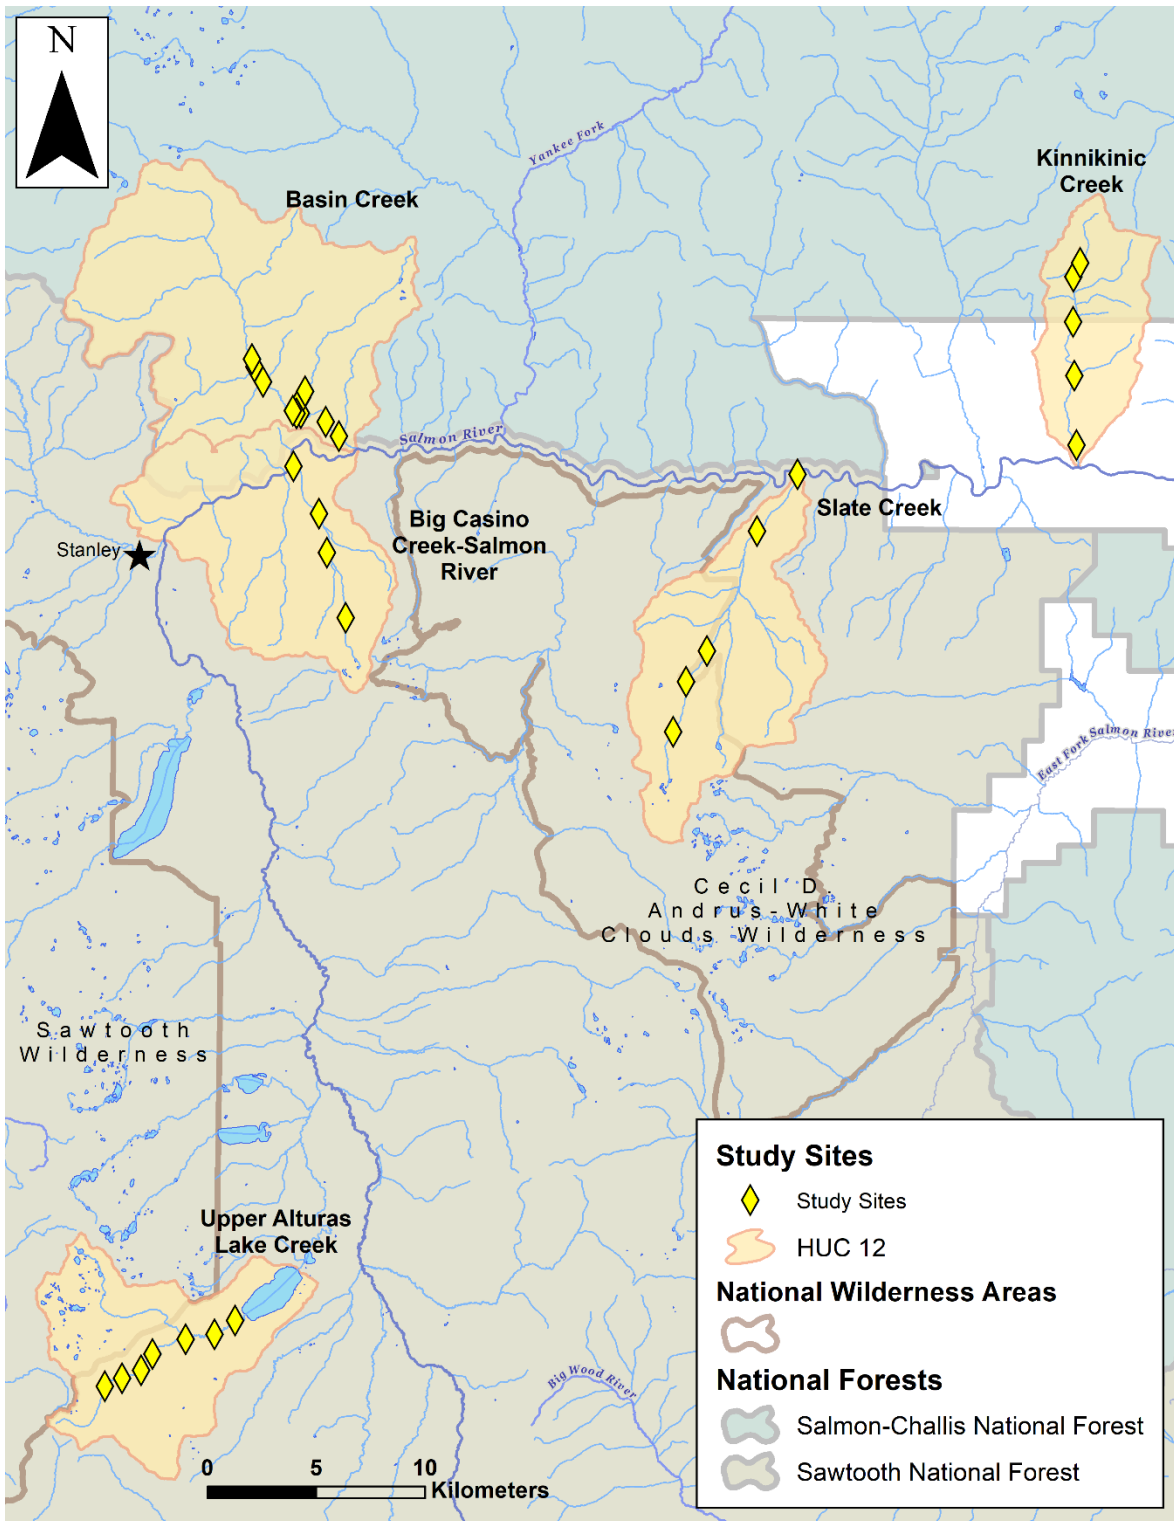 N
Yankee Fork
Kinnikinic
Creek
Basin Creek
Salmon River
Slate Creek
Big Casino
Creek-Salmon
River
Stanley
East Fork Salmon River
Cecil D.
Andrus-White
Clouds Wilderness
Sawtooth
Wilderness
Upper Alturas
Lake Creek
Big Wood River
0 5 10
Kilometers
Study Sites
Study Sites
HUC 12
National Wilderness Areas
National Forests
Salmon-Challis National Forest
Sawtooth National Forest